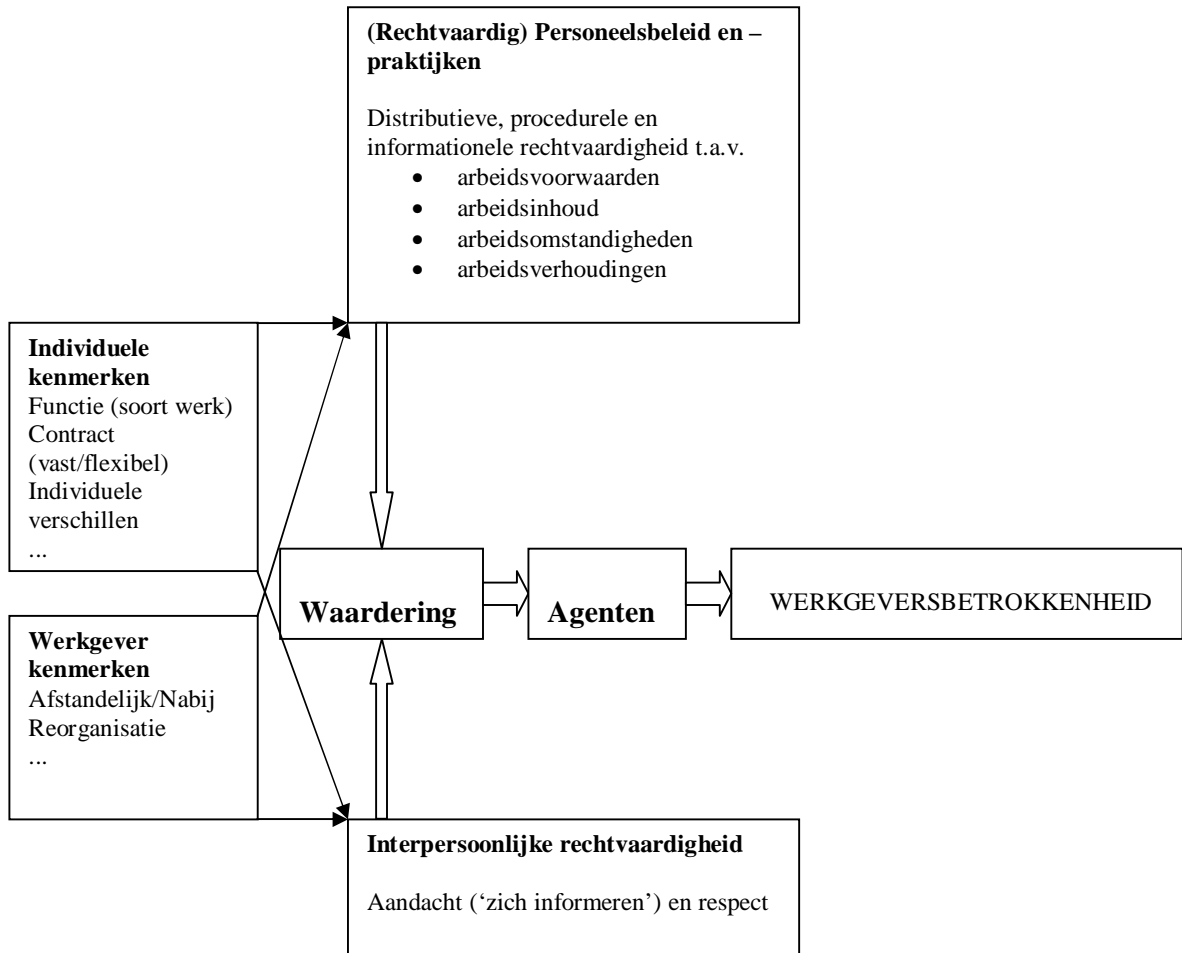 (Rechtvaardig) Personeelsbeleid en –
praktijken
Distributieve, procedurele en
informationele rechtvaardigheid t.a.v.
• arbeidsvoorwaarden
• arbeidsinhoud
• arbeidsomstandigheden
• arbeidsverhoudingen
Individuele
kenmerken
Functie (soort werk)
Contract
(vast/flexibel)
Individuele
verschillen
...
Waardering
Agenten
WERKGEVERSBETROKKENHEID
Werkgever
kenmerken
Afstandelijk/Nabij
Reorganisatie
...
Interpersoonlijke rechtvaardigheid
Aandacht (‘zich informeren’) en respect